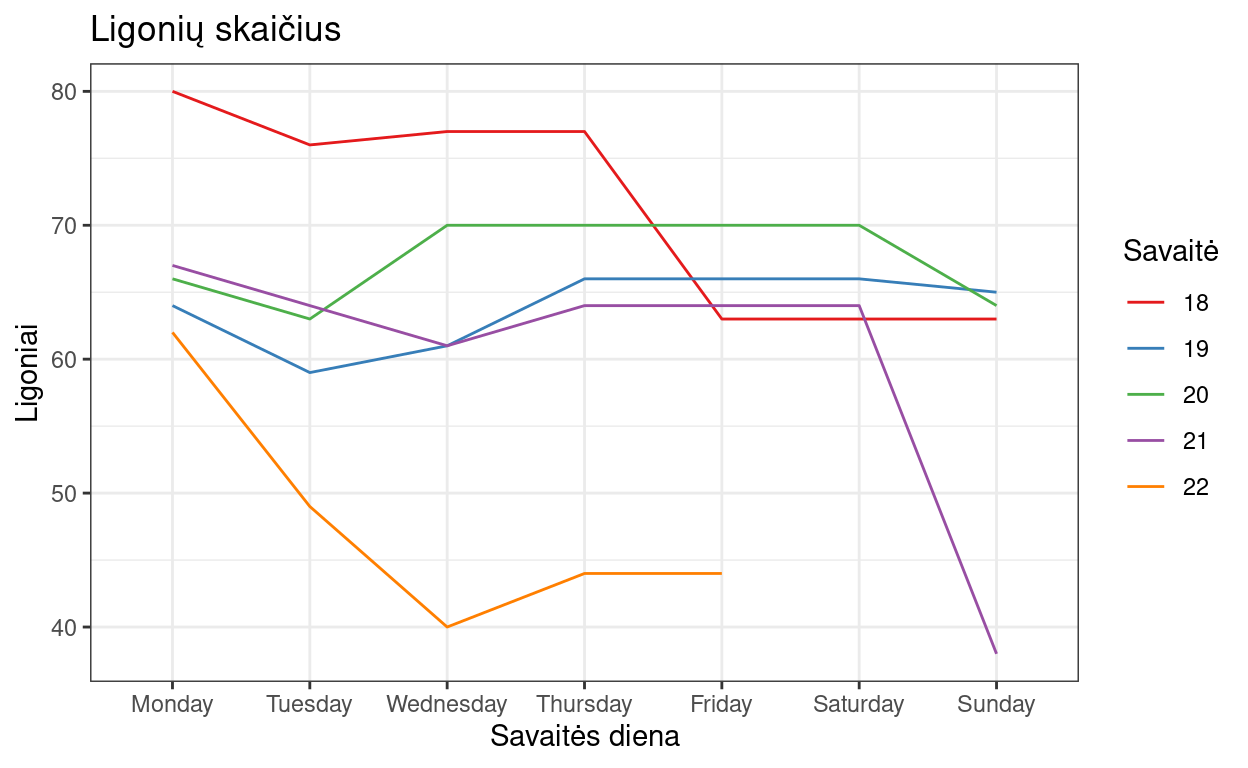 Ligonių skaičius
80
70
60
50
40
Ligoniai
Monday Tuesday Wednesday Thursday Friday Saturday Sunday
Savaitės diena
Savaitė
18
19
20
21
22